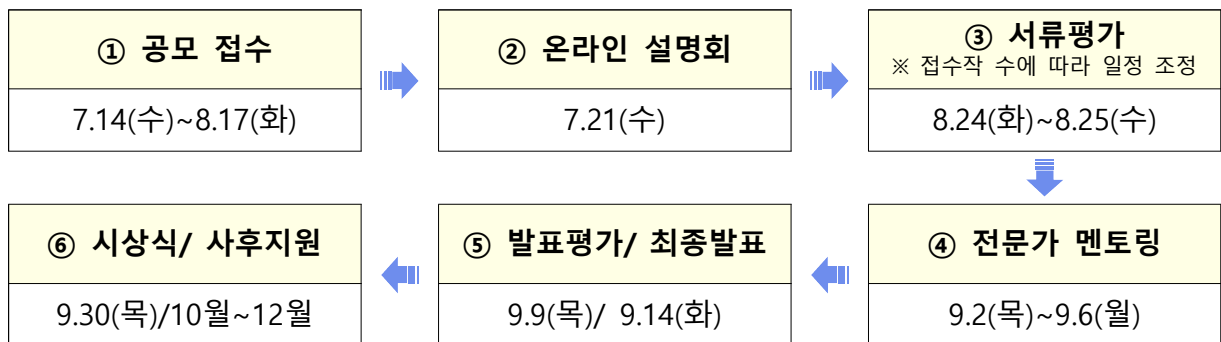 ① 공모 접수
7.14(수)~8.17(화)
② 온라인 설명회
7.21(수)
③ 서류평가
※ 접수작 수에 따라 일정 조정
8.24(화)~8.25(수)
④ 전문가 멘토링
9.2(목)~9.6(월)
⑤ 발표평가/ 최종발표
9.9(목)/ 9.14(화)
⑥ 시상식/ 사후지원
9.30(목)/10월~12월